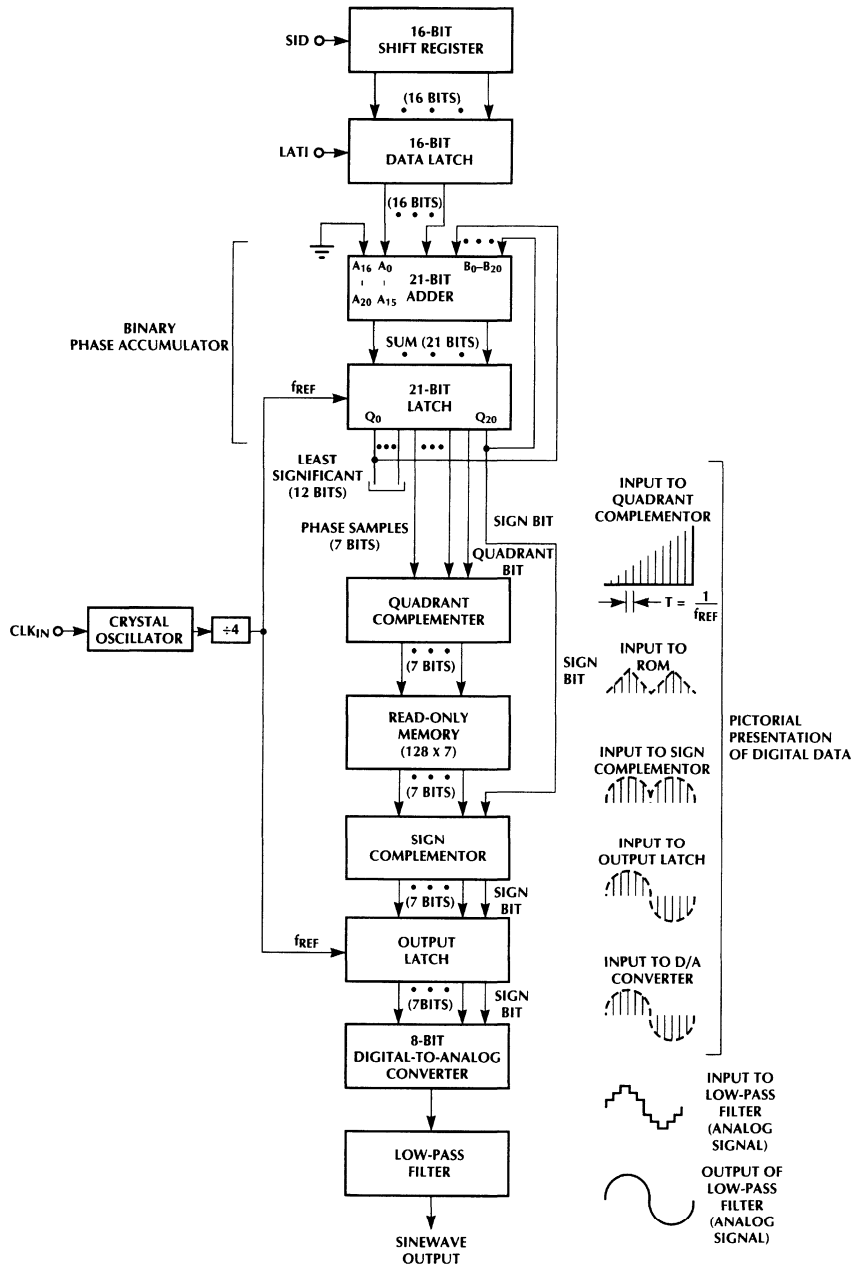 16-BIT
SHIFT REGISTER
SID
(16 BITS)
16-BIT
DATA LATCH
LATI
(16 BITS)
A16 A0
B0–B20
21-BIT
ADDER
A20 A15
BINARY
PHASE ACCUMULATOR
SUM (21 BITS)
21-BIT
LATCH
fREF
Q0
Q20
LEAST
SIGNIFICANT
(12 BITS)
PHASE SAMPLES
(7 BITS)
SIGN BIT
QUADRANT
BIT
QUADRANT
COMPLEMENTER
CLKIN
CRYSTAL
OSCILLATOR
÷4
(7 BITS)
SIGN
BIT
READ-ONLY
MEMORY
(128 X 7)
(7 BITS)
SIGN
COMPLEMENTOR
(7 BITS)
SIGN
BIT
fREF
OUTPUT
LATCH
(7BITS)
SIGN
BIT
8-BIT
DIGITAL-TO-ANALOG
CONVERTER
LOW-PASS
FILTER
SINEWAVE
OUTPUT
INPUT TO
QUADRANT
COMPLEMENTOR
T = 1
fREF
INPUT TO
ROM
INPUT TO SIGN
COMPLEMENTOR
INPUT TO
OUTPUT LATCH
INPUT TO D/A
CONVERTER
PICTORIAL
PRESENTATION
OF DIGITAL DATA
INPUT TO
LOW-PASS
FILTER
(ANALOG
SIGNAL)
OUTPUT OF
LOW-PASS
FILTER
(ANALOG
SIGNAL)